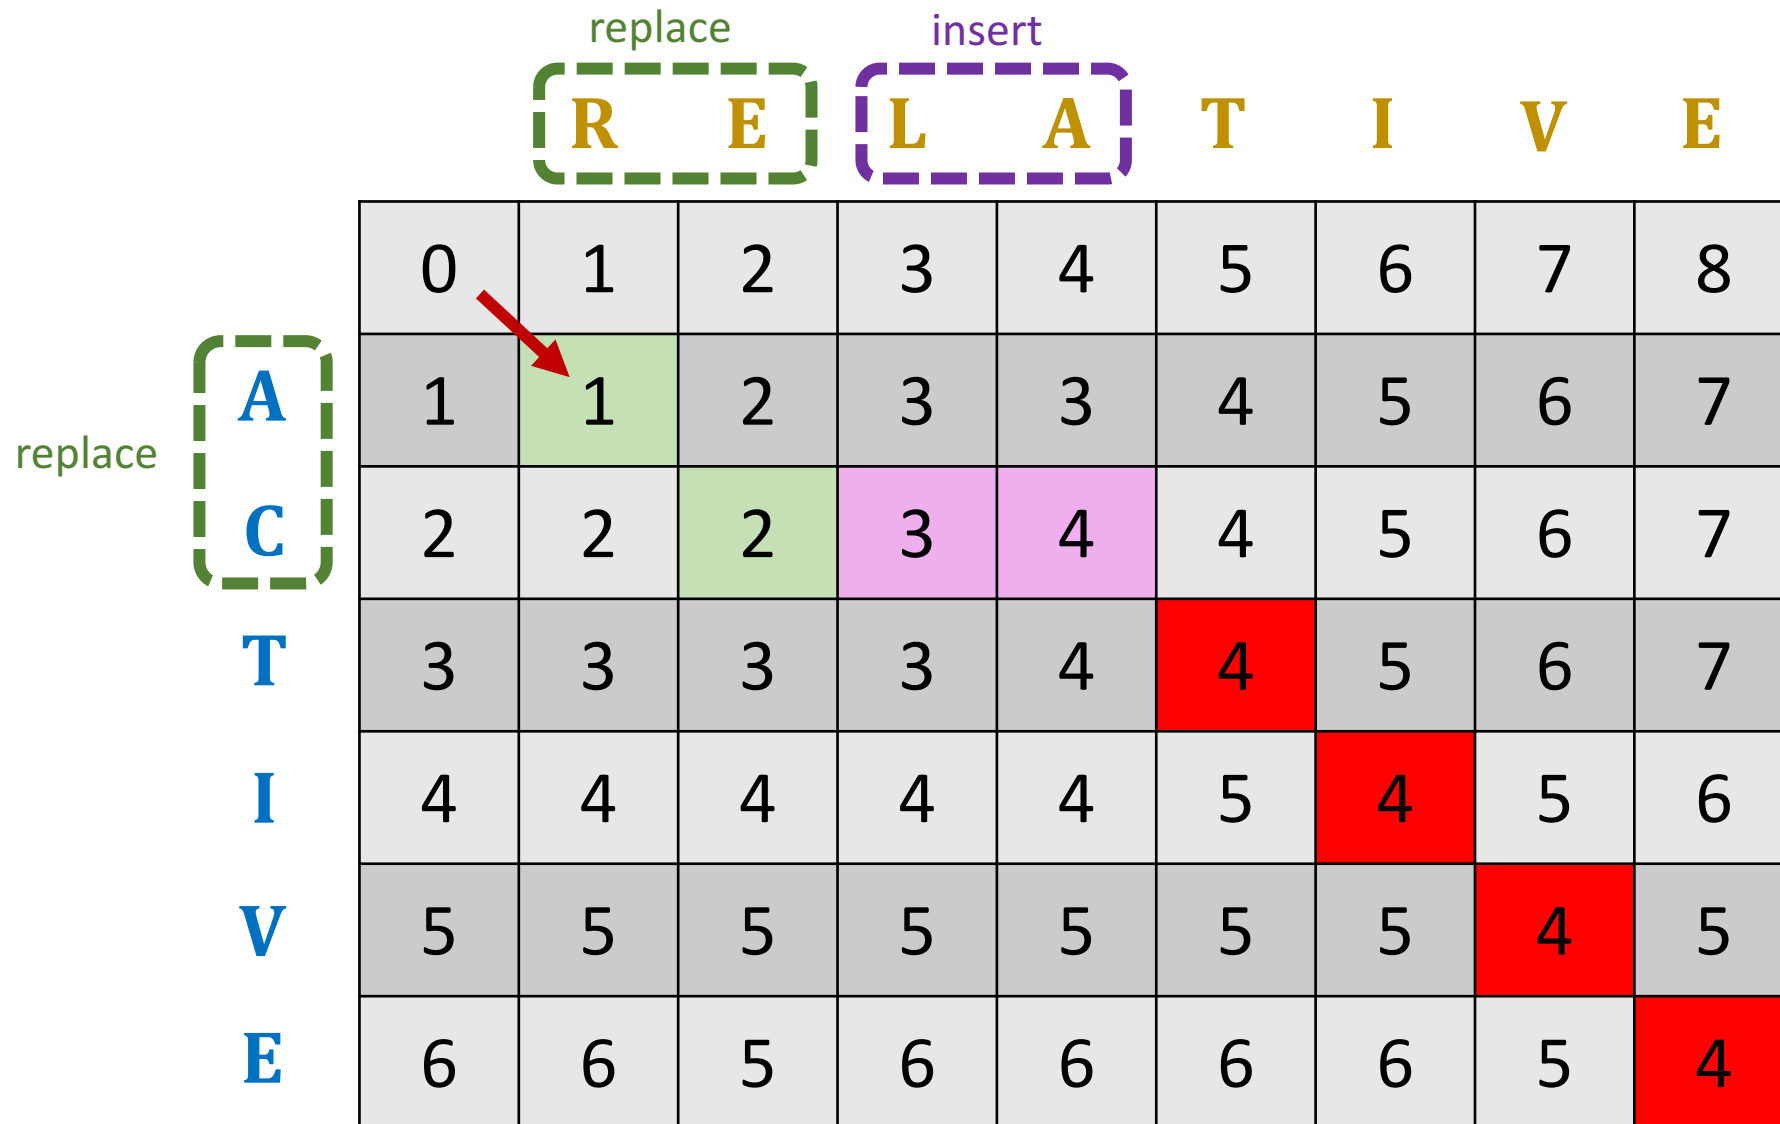 replace insert
R E L A T I V E
0 1 2 3 4 5 6 7 8
A 1 1 2 3 3 4 5 6 7
replace
C 2 2 2 3 4 4 5 6 7
T 3 3 3 3 4 4 5 6 7
I 4 4 4 4 4 5 4 5 6
V 5 5 5 5 5 5 5 4 5
E 6 6 5 6 6 6 6 5 4